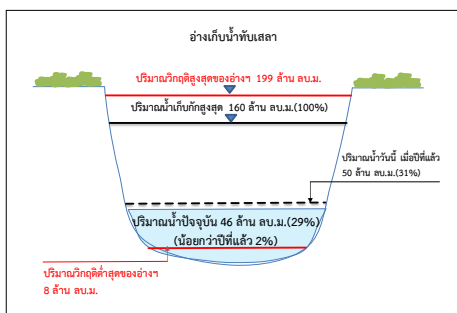 อ่างเก็บน้ำทับเสลา
ปริมาณวิกฤติสูงสุดของอ่างฯ 199 ล้าน ลบ.ม.
ปริมาณน้ำเก็บกักสูงสุด 160 ล้าน ลบ.ม.(100%)
ปริมาณน้ำวันนี้ เมื่อปีที่แล้ว
50 ล้าน ลบ.ม.(31%)
ปริมาณน้ำปัจจุบัน 46 ล้าน ลบ.ม.(29%)
(น้อยกว่าปีที่แล้ว 2%)
ปริมาณวิกฤติต่ำสุดของอ่างฯ
8 ล้าน ลบ.ม.